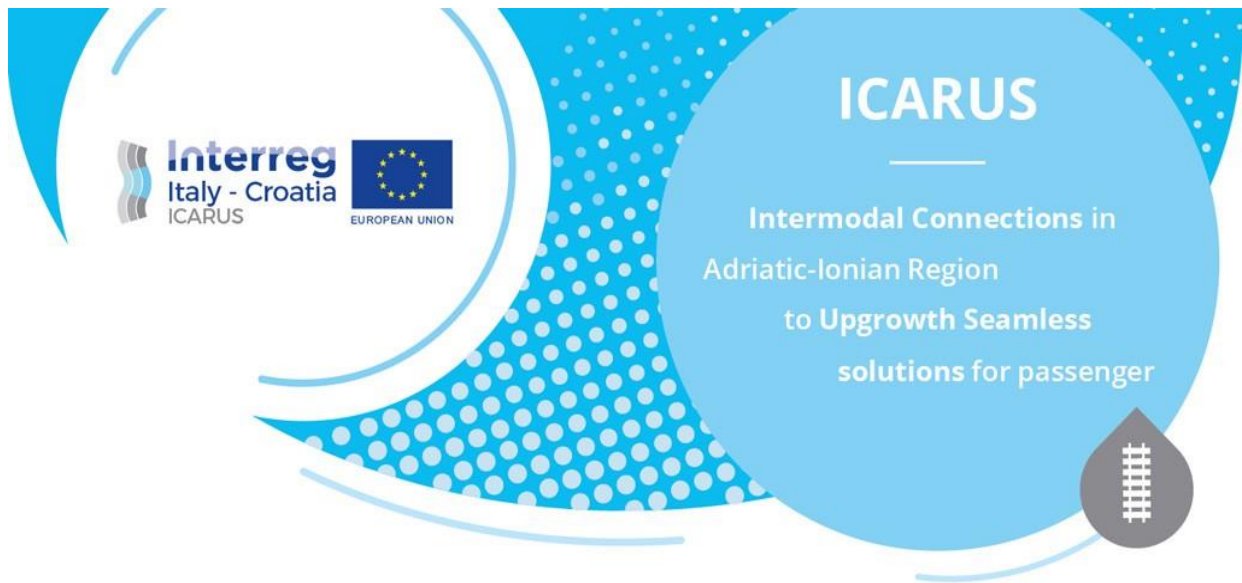 Interreg
Italy - Croatia
ICARUS
EUROPEAN UNION
ICARUS
Intermodal Connections in
Adriatic-Ionian Region
to Upgrowth Seamless
solutions for passenger